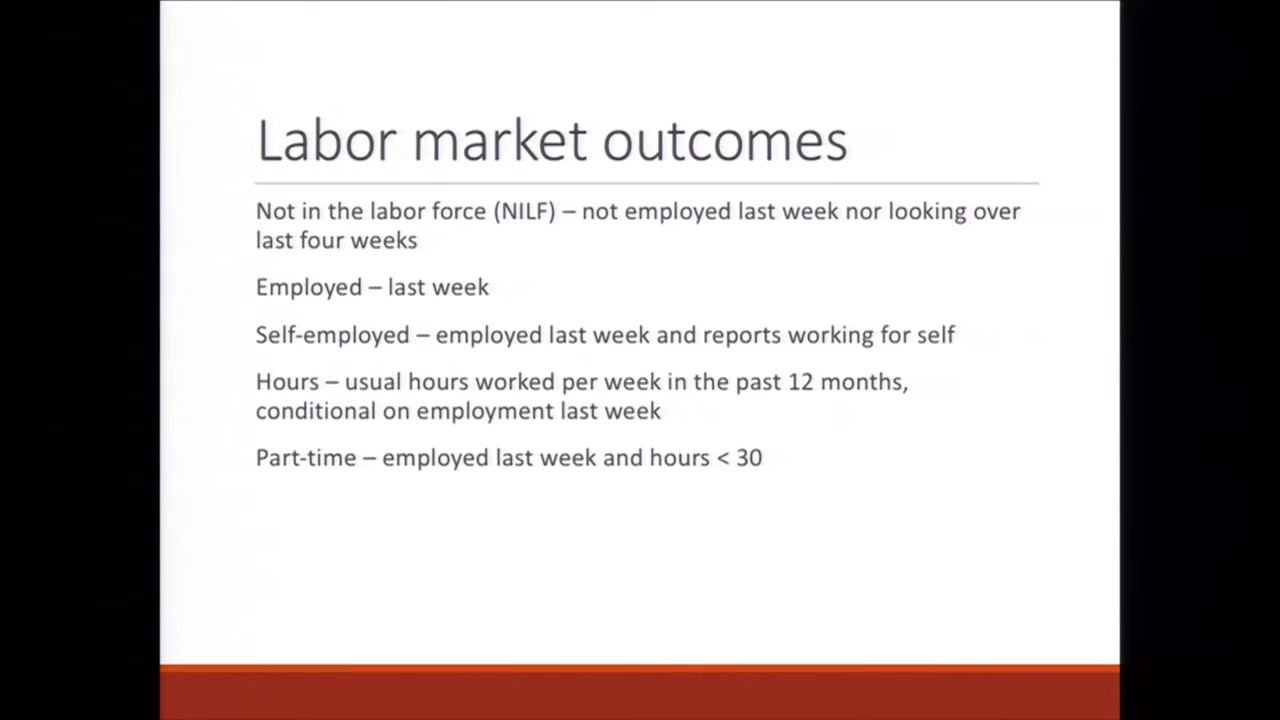 Labor market outcomes
Not in the labor force (NILF) – not employed last week nor looking over
last four weeks
Employed – last week
Self-employed – employed last week and reports working for self
Hours – usual hours worked per week in the past 12 months,
conditional on employment last week
Part-time – employed last week and hours < 30